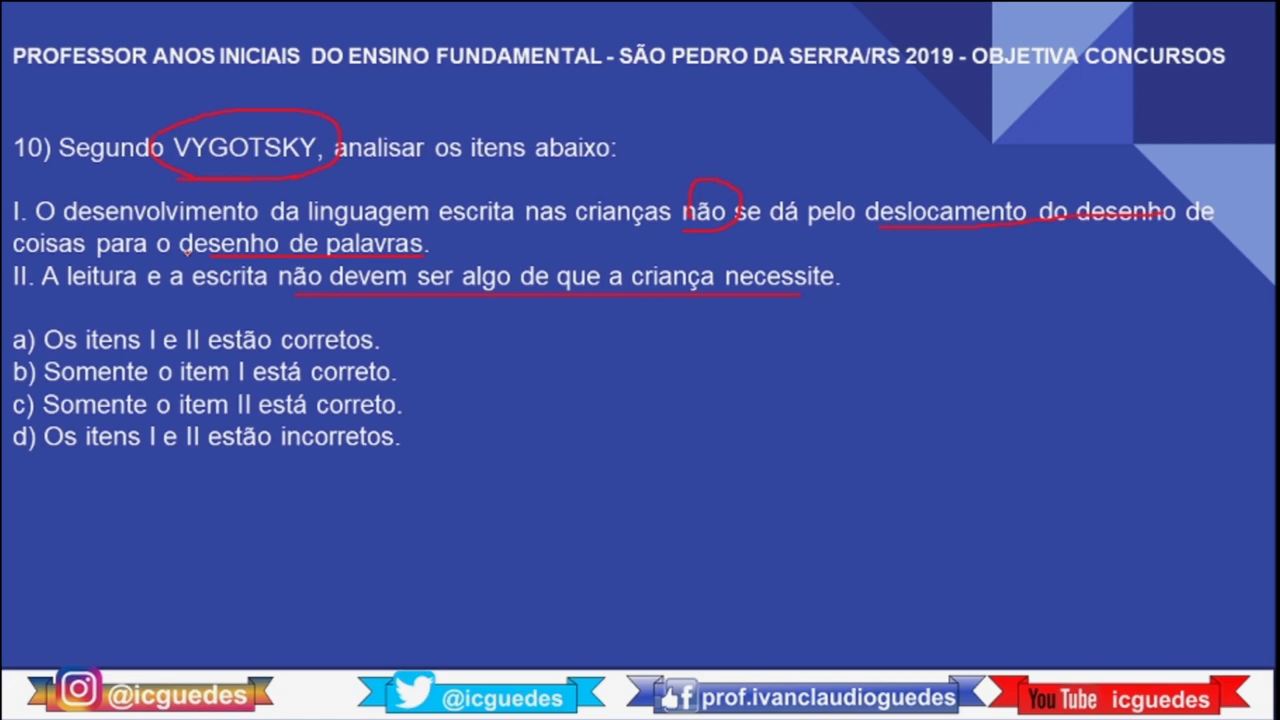 PROFESSOR ANOS INICIAIS DO ENSINO FUNDAMENTAL - SÃO PEDRO DA SERRA/RS 2019 - OBJETIVA CONCURSOS
10) Segundo VYGOTSKY, analisar os itens abaixo:
I. O desenvolvimento da linguagem escrita nas crianças não se dá pelo deslocamento do desenho de
coisas para o desenho de palavras.
II. A leitura e a escrita não devem ser algo de que a criança necessite.
a) Os itens I e II estão corretos.
b) Somente o item I está correto.
c) Somente o item II está correto.
d) Os itens I e II estão incorretos.
@icguedes @icguedes prof.ivanclaudioguedes YouTube icguedes